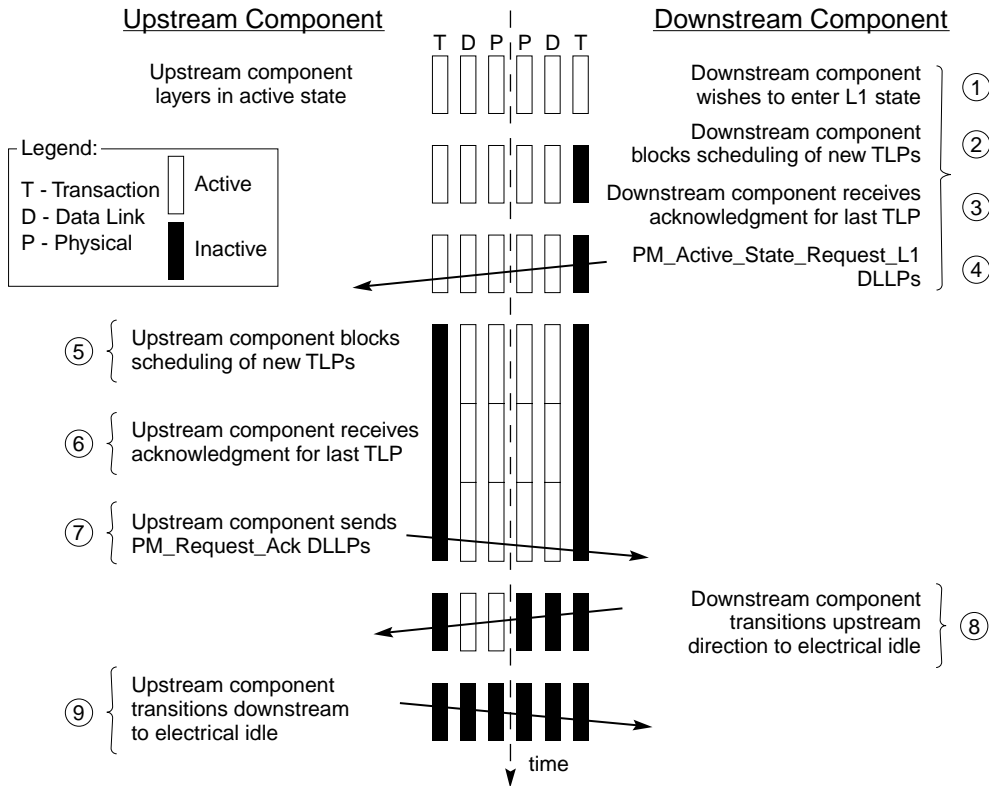 Upstream Component
Downstream Component
T D P P D T
Upstream component
layers in active state
Downstream component
wishes to enter L1 state
1
Downstream component
blocks scheduling of new TLPs
2
Legend:
T - Transaction
D - Data Link
P - Physical
Active
Inactive
Downstream component receives
acknowledgment for last TLP
3
PM_Active_State_Request_L1
DLLPs
4
5
Upstream component blocks
scheduling of new TLPs
6
Upstream component receives
acknowledgment for last TLP
7
Upstream component sends
PM_Request_Ack DLLPs
Downstream component
transitions upstream
direction to electrical idle
8
9
Upstream component
transitions downstream
to electrical idle
time